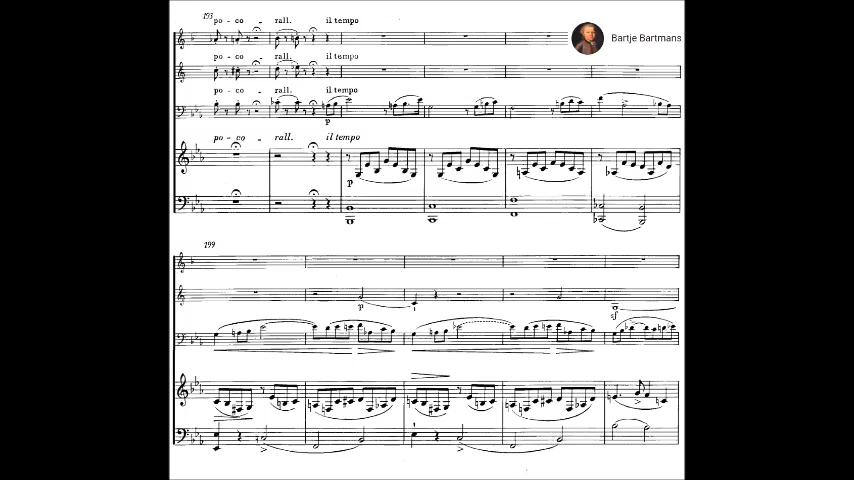 193
po - co - rall. il tempo
Bartje Bartmans
po - co - rall. il tempo
po - co - rall. il tempo
p
po - co - rall. il tempo
p
199
p
sf